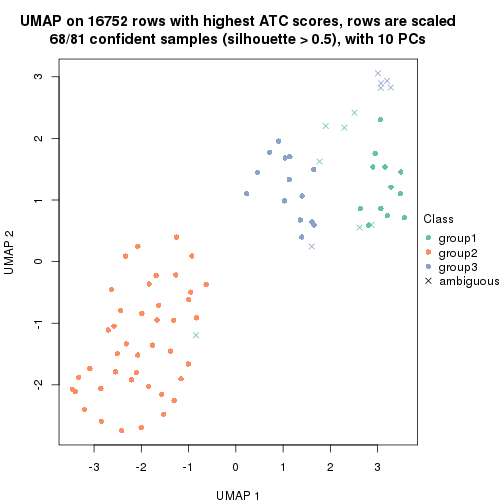 UMAP on 16752 rows with highest ATC scores, rows are scaled
68/81 confident samples (silhouette > 0.5), with 10 PCs
3
2
1
0
-1
-2
UMAP 2
-3 -2 -1 0 1 2 3
UMAP 1
Class
group1
group2
group3
ambiguous